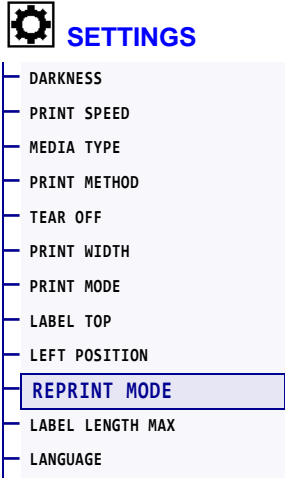 SETTINGS
DARKNESS
PRINT SPEED
MEDIA TYPE
PRINT METHOD
TEAR OFF
PRINT WIDTH
PRINT MODE
LABEL TOP
LEFT POSITION
REPRINT MODE
LABEL LENGTH MAX
LANGUAGE